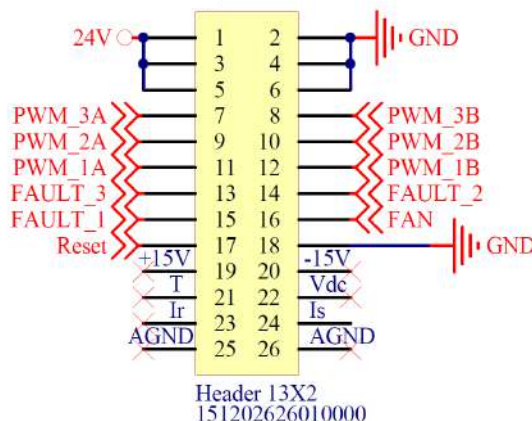 24V 1 2 GND
3 4
5 6
PWM_3A 7 8 PWM_3B
PWM_2A 9 10 PWM_2B
PWM_1A 11 12 PWM_1B
FAULT_3 13 14 FAULT_2
FAULT_1 15 16 FAN
Reset 17 18 GND
+15V 19 20 -15V
T 21 22 Vdc
Ir 23 24 Is
AGND 25 26 AGND
Header 13X2
151202626010000